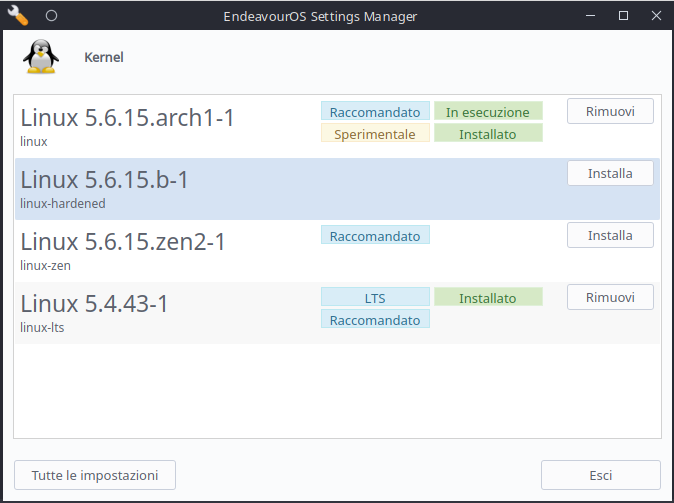 EndeavourOS Settings Manager
Kernel
Linux 5.6.15.arch1-1
linux
Raccomandato
In esecuzione
Sperimentale
Installato
Rimuovi
Linux 5.6.15.b-1
linux-hardened
Installa
Linux 5.6.15.zen2-1
linux-zen
Raccomandato
Installa
Linux 5.4.43-1
linux-lts
LTS
Installato
Raccomandato
Rimuovi
Tutte le impostazioni
Esci